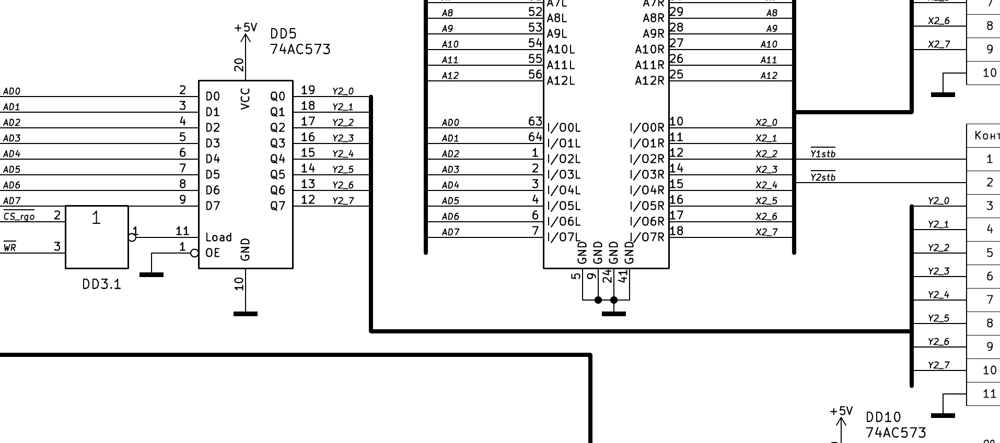 +5V
DD5
74AC573
20
VCC
AD0 2 D0 Q0 19 Y2_0
AD1 3 D1 Q1 18 Y2_1
AD2 4 D2 Q2 17 Y2_2
AD3 5 D3 Q3 16 Y2_3
AD4 6 D4 Q4 15 Y2_4
AD5 7 D5 Q5 14 Y2_5
AD6 8 D6 Q6 13 Y2_6
AD7 9 D7 Q7 12 Y2_7
CS_rgo 2 1
1 11 Load
WR 3
1 OE
GND
10
DD3.1
A7L A7R
A8 52 A8L A8R 29 A8
A9 53 A9L A9R 28 A9
A10 54 A10L A10R 27 A10
A11 55 A11L A11R 26 A11
A12 56 A12L A12R 25 A12
AD0 63 I/O0L I/O0R 10 X2_0
AD1 64 I/O1L I/O1R 11 X2_1
AD2 1 I/O2L I/O2R 12 X2_2
AD3 2 I/O3L I/O3R 14 X2_3
AD4 3 I/O4L I/O4R 15 X2_4
AD5 4 I/O5L I/O5R 16 X2_5
AD6 6 I/O6L I/O6R 17 X2_6
AD7 7 I/O7L I/O7R 18 X2_7
GND GND GND GND
5 9 24 41
7
X2_6 8
X2_7 9
10
Конт
Y1stb 1
Y2stb 2
Y2_0 3
Y2_1 4
Y2_2 5
Y2_3 6
Y2_4 7
Y2_5 8
Y2_6 9
Y2_7 10
11
+5V
DD10
74AC573